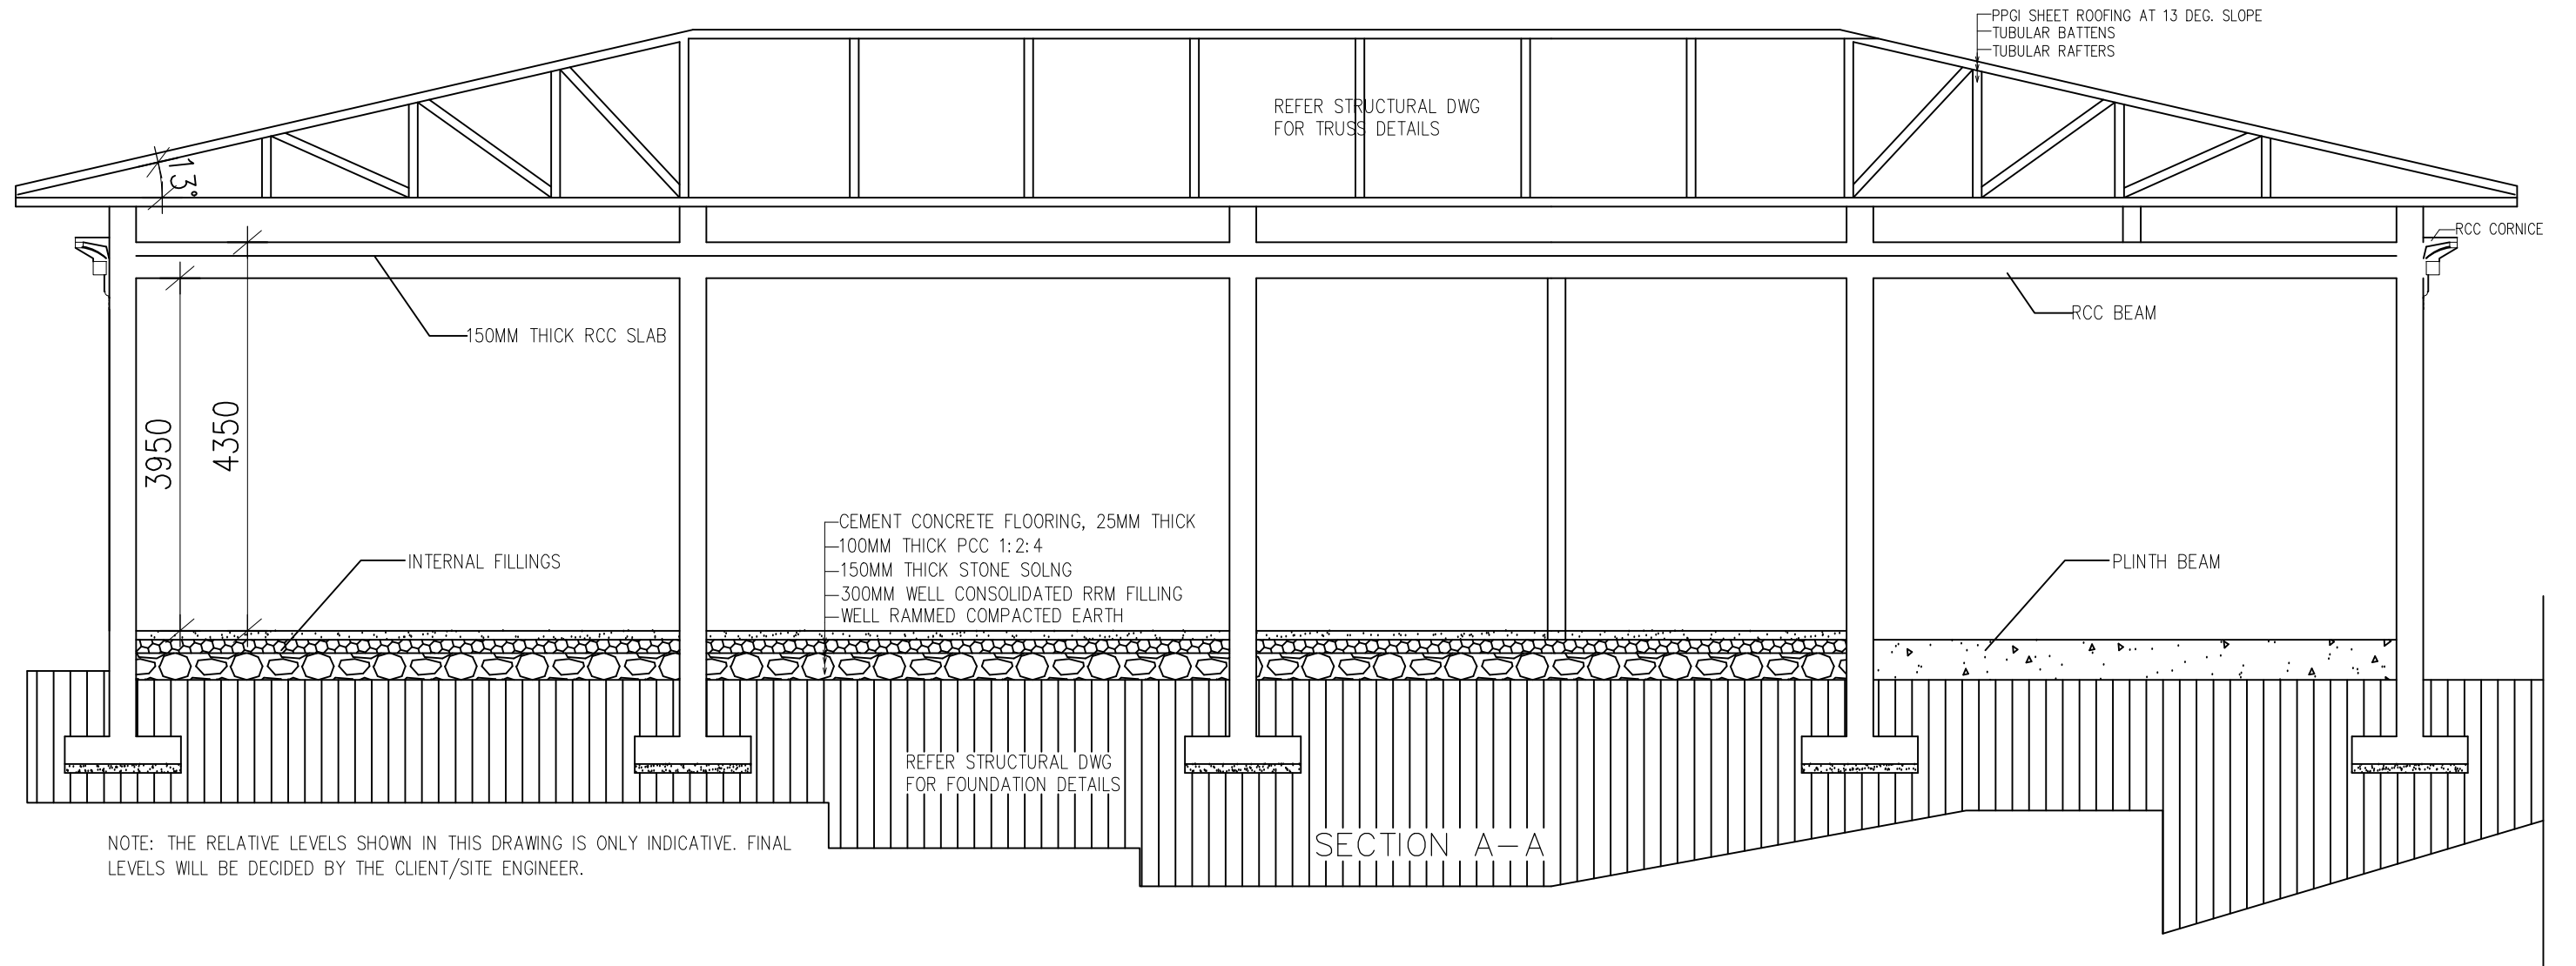 PPGI SHEET ROOFING AT 13 DEG. SLOPE
TUBULAR BATTENS
TUBULAR RAFTERS
REFER STRUCTURAL DWG
FOR TRUSS DETAILS
13°
RCC CORNICE
150MM THICK RCC SLAB
RCC BEAM
3950
4350
CEMENT CONCRETE FLOORING, 25MM THICK
100MM THICK PCC 1:2:4
150MM THICK STONE SOLNG
300MM WELL CONSOLIDATED RRM FILLING
WELL RAMMED COMPACTED EARTH
INTERNAL FILLINGS
PLINTH BEAM
REFER STRUCTURAL DWG
FOR FOUNDATION DETAILS
NOTE: THE RELATIVE LEVELS SHOWN IN THIS DRAWING IS ONLY INDICATIVE. FINAL
LEVELS WILL BE DECIDED BY THE CLIENT/SITE ENGINEER.
SECTION A-A